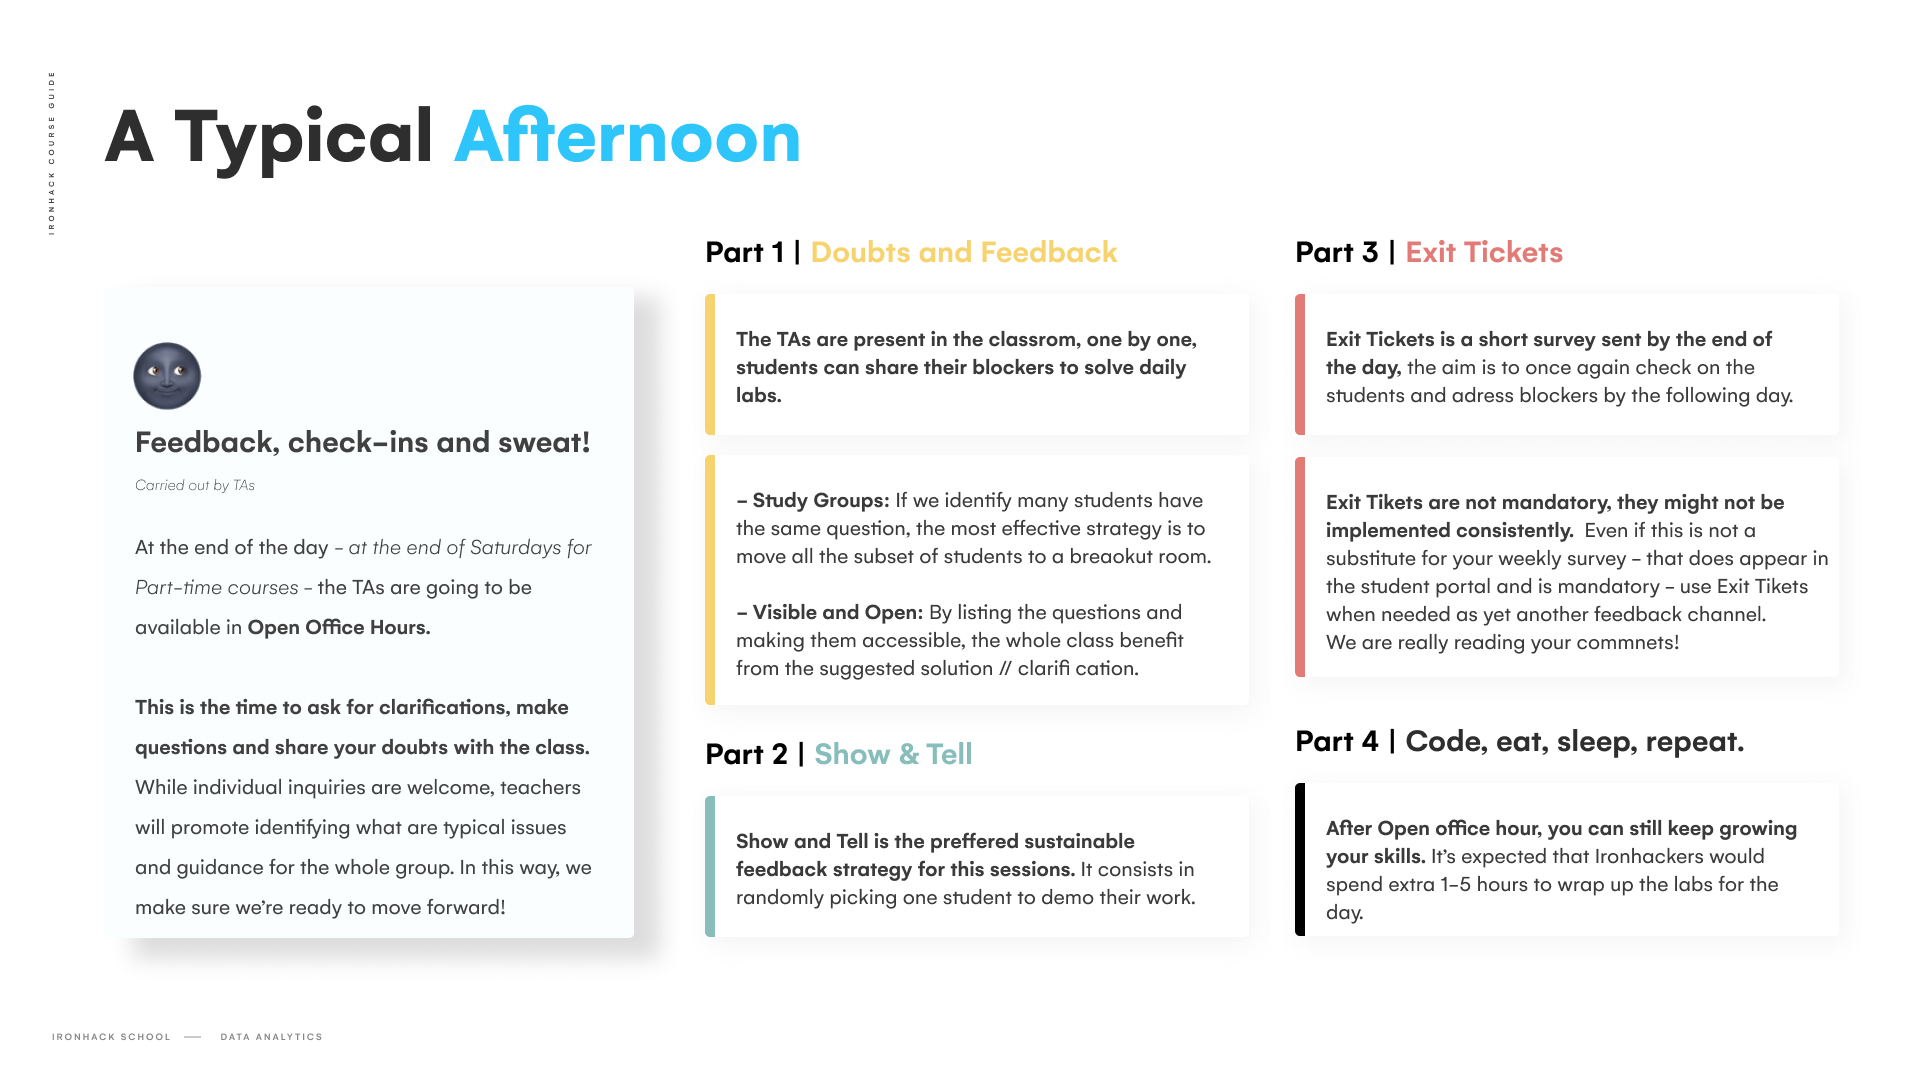 IRONHACK COURSE GUIDE
A Typical Afternoon
Feedback, check-ins and sweat!
Carried out by TAs
At the end of the day - at the end of Saturdays for
Part-time courses - the TAs are going to be
available in Open Office Hours.
This is the time to ask for clarifications, make
questions and share your doubts with the class.
While individual inquiries are welcome, teachers
will promote identifying what are typical issues
and guidance for the whole group. In this way, we
make sure we're ready to move forward!
Part 1 | Doubts and Feedback
The TAs are present in the classrom, one by one,
students can share their blockers to solve daily
labs.
- Study Groups: If we identify many students have
the same question, the most effective strategy is to
move all the subset of students to a breaokut room.
- Visible and Open: By listing the questions and
making them accessible, the whole class benefit
from the suggested solution // clarifi cation.
Part 2 | Show & Tell
Show and Tell is the preffered sustainable
feedback strategy for this sessions. It consists in
randomly picking one student to demo their work.
Part 3 | Exit Tickets
Exit Tickets is a short survey sent by the end of
the day, the aim is to once again check on the
students and adress blockers by the following day.
Exit Tikets are not mandatory, they might not be
implemented consistently. Even if this is not a
substitute for your weekly survey - that does appear in
the student portal and is mandatory - use Exit Tikets
when needed as yet another feedback channel.
We are really reading your commnets!
Part 4 | Code, eat, sleep, repeat.
After Open office hour, you can still keep growing
your skills. It's expected that Ironhackers would
spend extra 1-5 hours to wrap up the labs for the
day.
IRONHACK SCHOOL — DATA ANALYTICS